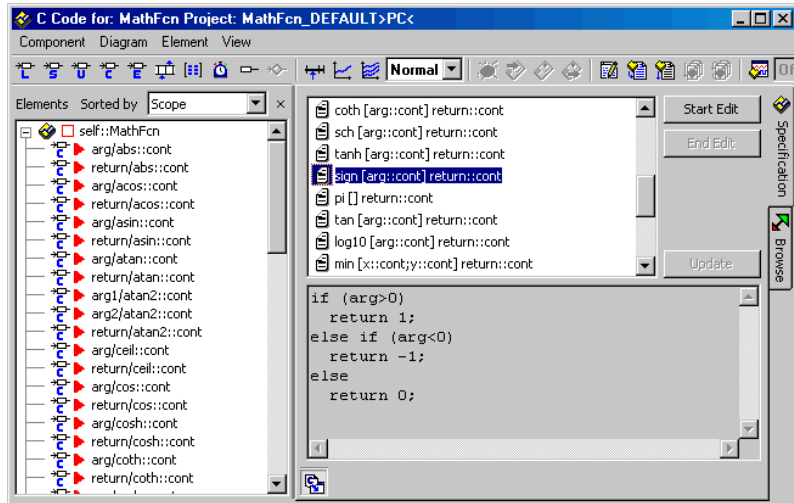 C Code for: MathFcn Project: MathFcn_DEFAULT>PC<
Component Diagram Element View
Normal
Elements Sorted by Scope
self::MathFcn
arg/abs::cont
return/abs::cont
arg/acos::cont
return/acos::cont
arg/asin::cont
return/asin::cont
arg/atan::cont
return/atan::cont
arg1/atan2::cont
arg2/atan2::cont
return/atan2::cont
arg/ceil::cont
return/ceil::cont
arg/cos::cont
return/cos::cont
arg/cosh::cont
return/cosh::cont
arg/coth::cont
return/coth::cont
coth [arg::cont] return::cont
sch [arg::cont] return::cont
tanh [arg::cont] return::cont
sign [arg::cont] return::cont
pi [] return::cont
tan [arg::cont] return::cont
log10 [arg::cont] return::cont
min [x::cont;y::cont] return::cont
Start Edit
End Edit
Update
Specification
Browse
if (arg>0)
return 1;
else if (arg<0)
return -1;
else
return 0;